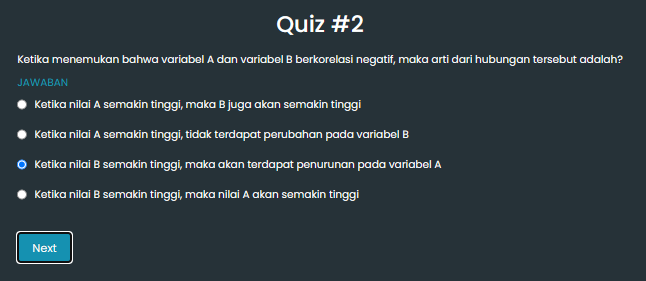 Quiz #2
Ketika menemukan bahwa variabel A dan variabel B berkorelasi negatif, maka arti dari hubungan tersebut adalah?
JAWABAN
Ketika nilai A semakin tinggi, maka B juga akan semakin tinggi
Ketika nilai A semakin tinggi, tidak terdapat perubahan pada variabel B
Ketika nilai B semakin tinggi, maka akan terdapat penurunan pada variabel A
Ketika nilai B semakin tinggi, maka nilai A akan semakin tinggi
Next